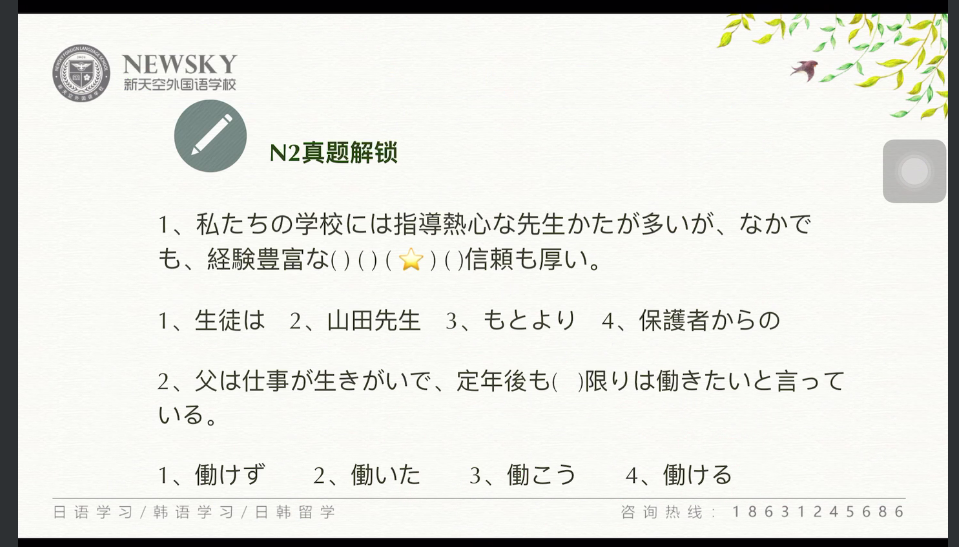 NEWSKY
新天空外国语学校
N2真题解锁
1、私たちの学校には指導熱心な先生かたが多いが、なかで
も、経験豊富な( ) ( ) ( ⭐ ) ( )信頼も厚い。
1、生徒は 2、山田先生 3、もとより 4、保護者からの
2、父は仕事が生きがいで、定年後も( )限りは働きたいと言って
いる。
1、働けず 2、働いた 3、働こう 4、働ける
日语学习/韩语学习/日韩留学 咨询热线：18631245686